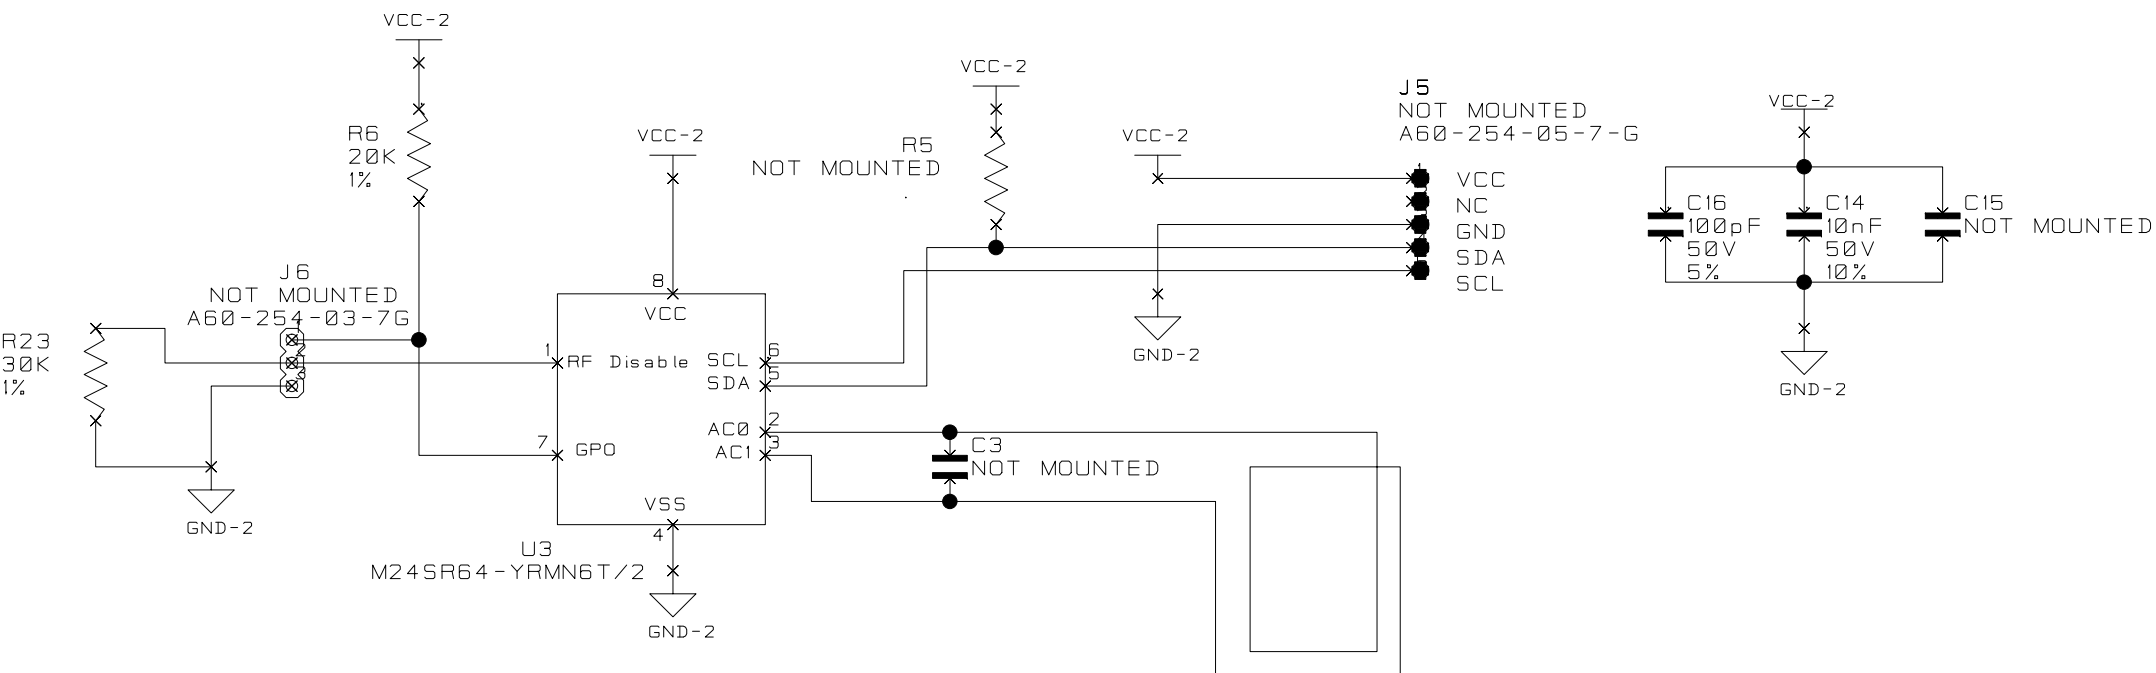 VCC-2
R6
20K
1%
J6
NOT MOUNTED
A60-254-03-7G
1
2
3
R23
30K
1%
GND-2
VCC-2
8
VCC
1
RF Disable
SCL
6
SDA
5
AC0
2
AC1
3
7
GPO
VSS
4
U3
M24SR64-YRMN6T/2
GND-2
VCC-2
R5
NOT MOUNTED
C3
NOT MOUNTED
VCC-2
GND-2
J5
NOT MOUNTED
A60-254-05-7-G
1
VCC
NC
GND
SDA
SCL
VCC-2
C16
100pF
50V
5%
C14
10nF
50V
10%
C15
NOT MOUNTED
GND-2